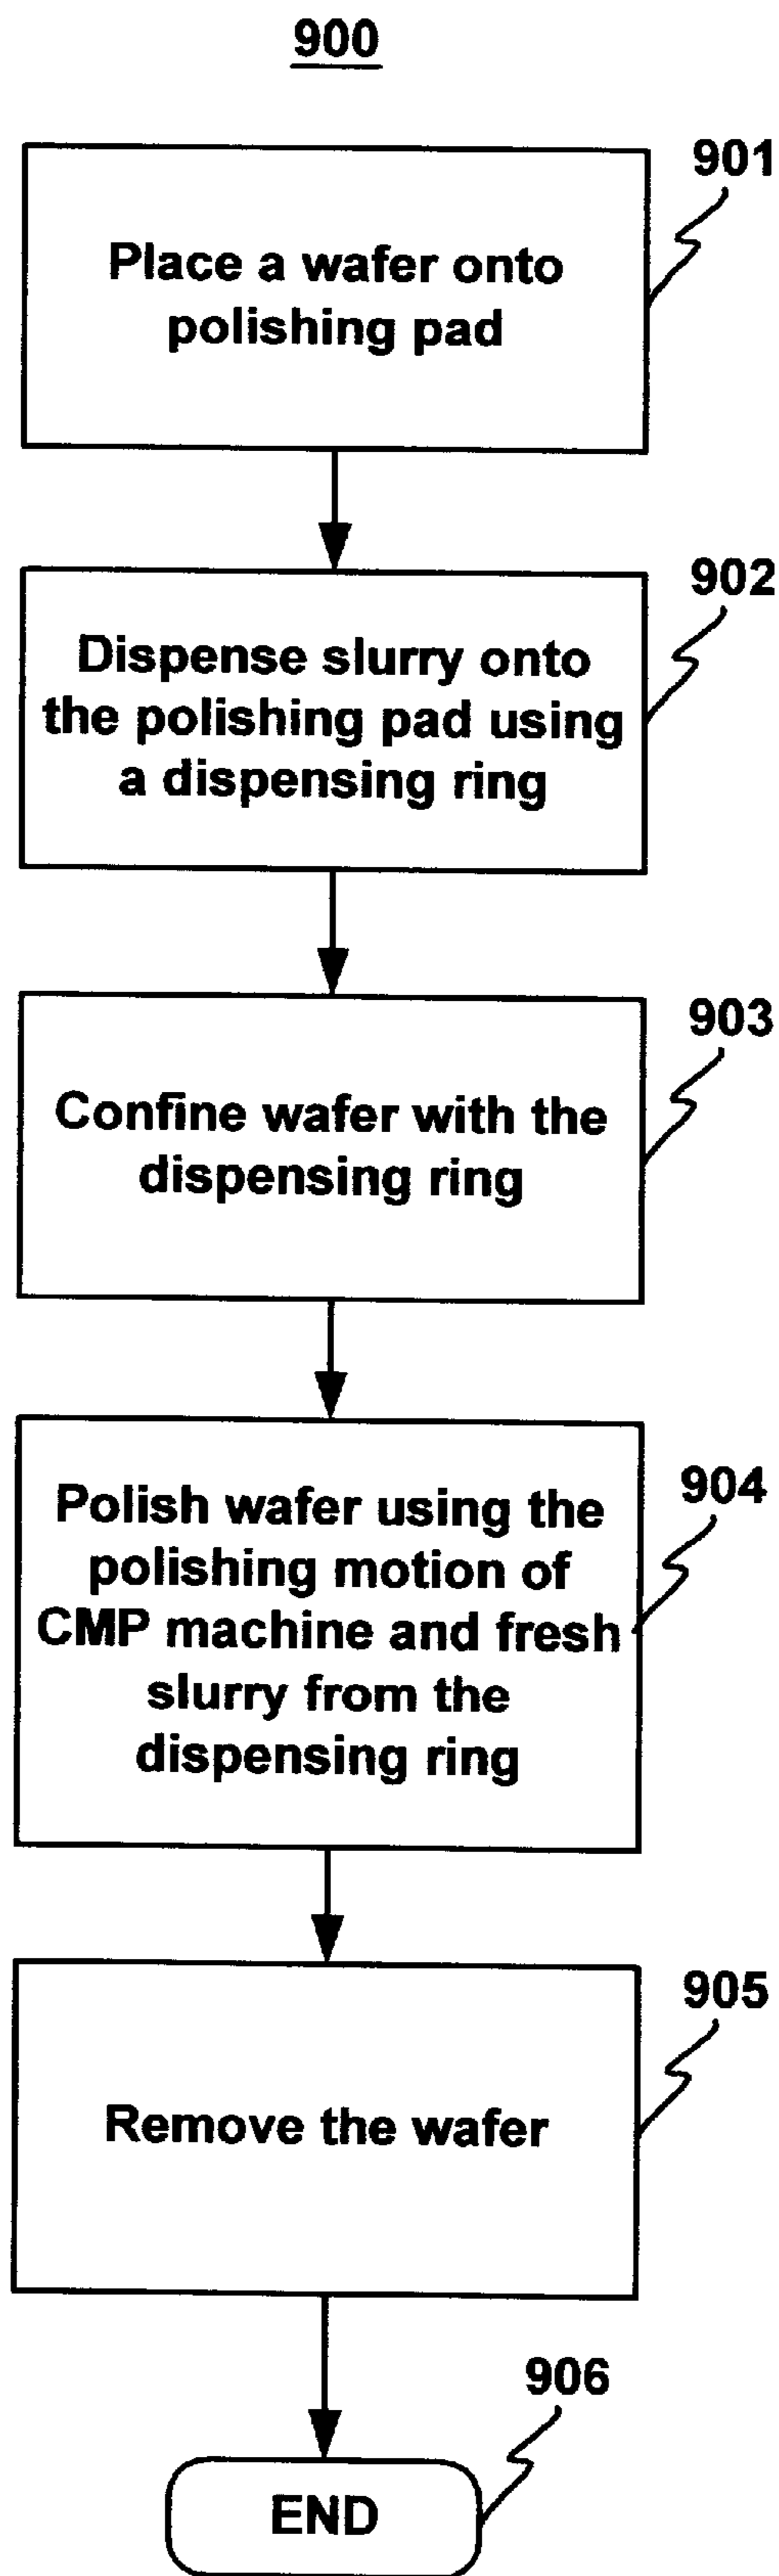 900
901
Place a wafer onto
polishing pad
902
Dispense slurry onto
the polishing pad using
a dispensing ring
903
Confine wafer with the
dispensing ring
904
Polish wafer using the
polishing motion of
CMP machine and fresh
slurry from the
dispensing ring
905
Remove the wafer
906
END